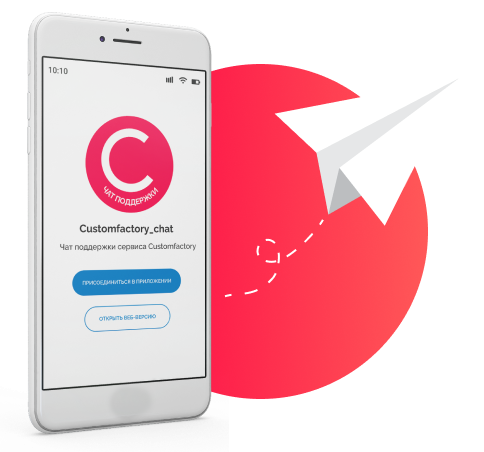 10:10
C
ЧАТ ПОДДЕРЖКИ
Customfactory_chat
Чат поддержки сервиса Customfactory
ПРИСОЕДИНИТЬСЯ В ПРИЛОЖЕНИИ
ОТКРЫТЬ ВЕБ-ВЕРСИЮ